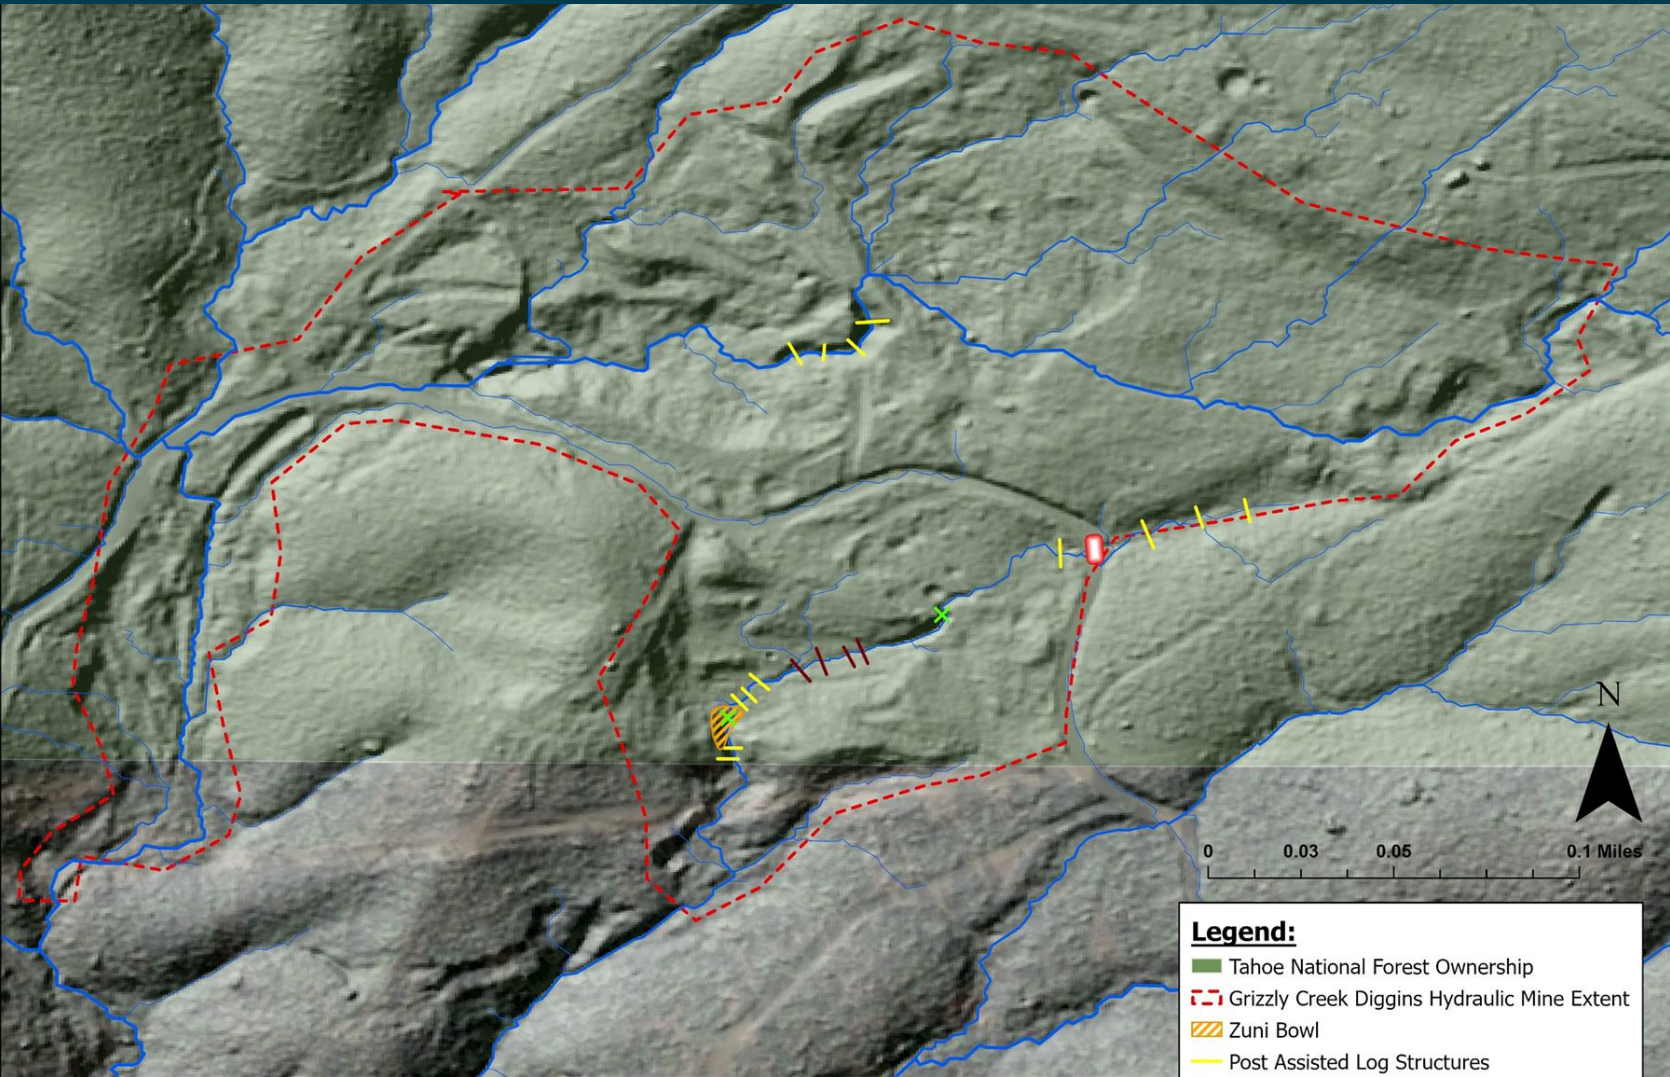 N
0 0.03 0.05 0.1 Miles
Legend:
Tahoe National Forest Ownership
Grizzly Creek Diggins Hydraulic Mine Extent
Zuni Bowl
Post Assisted Log Structures